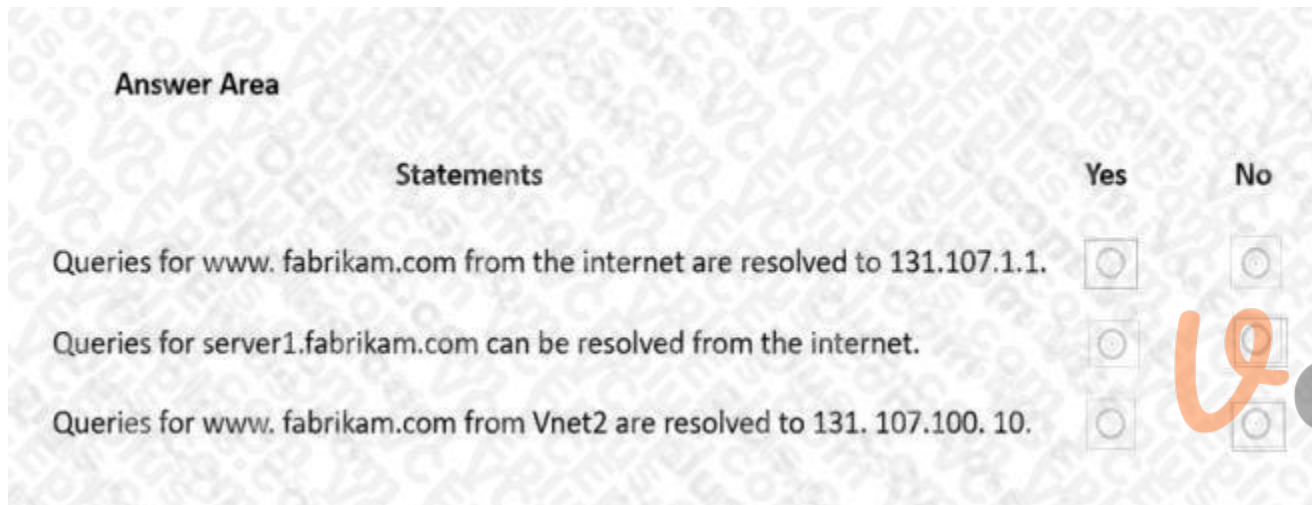 Answer Area
Statements Yes No
Queries for www. fabrikam.com from the internet are resolved to 131.107.1.1.
Queries for server1.fabrikam.com can be resolved from the internet.
Queries for www. fabrikam.com from Vnet2 are resolved to 131. 107.100. 10.